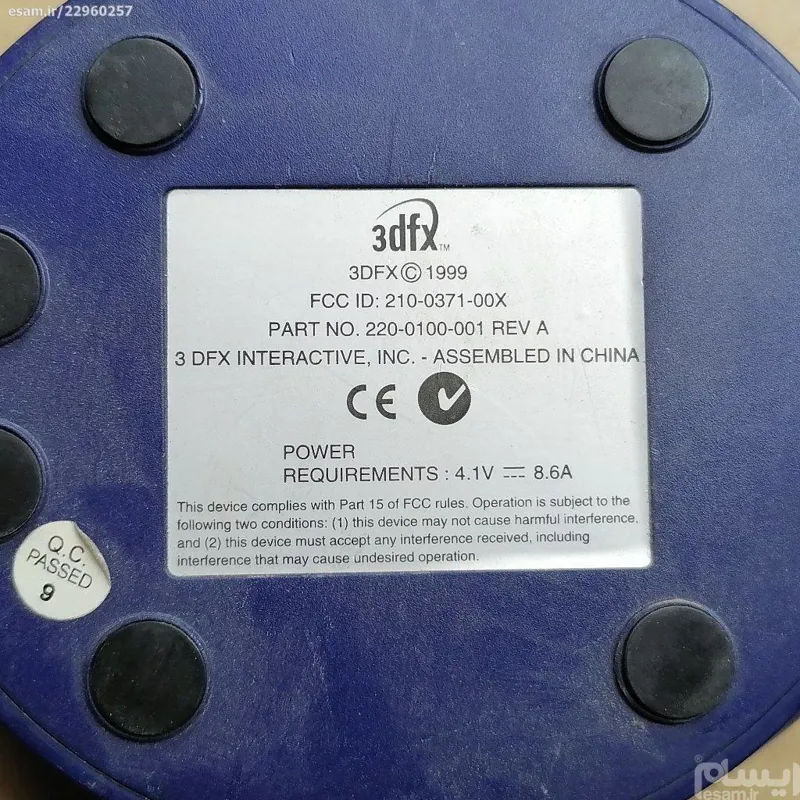 esam.ir/22960257
3dfx™
3DFX © 1999
FCC ID: 210-0371-00X
PART NO. 220-0100-001 REV A
3 DFX INTERACTIVE, INC. - ASSEMBLED IN CHINA
CE
POWER
REQUIREMENTS : 4.1V ⎓ 8.6A
This device complies with Part 15 of FCC rules. Operation is subject to the
following two conditions: (1) this device may not cause harmful interference.
and (2) this device must accept any interference received, including
interference that may cause undesired operation.
Q.C.
PASSED
9
ایسام
esam.ir